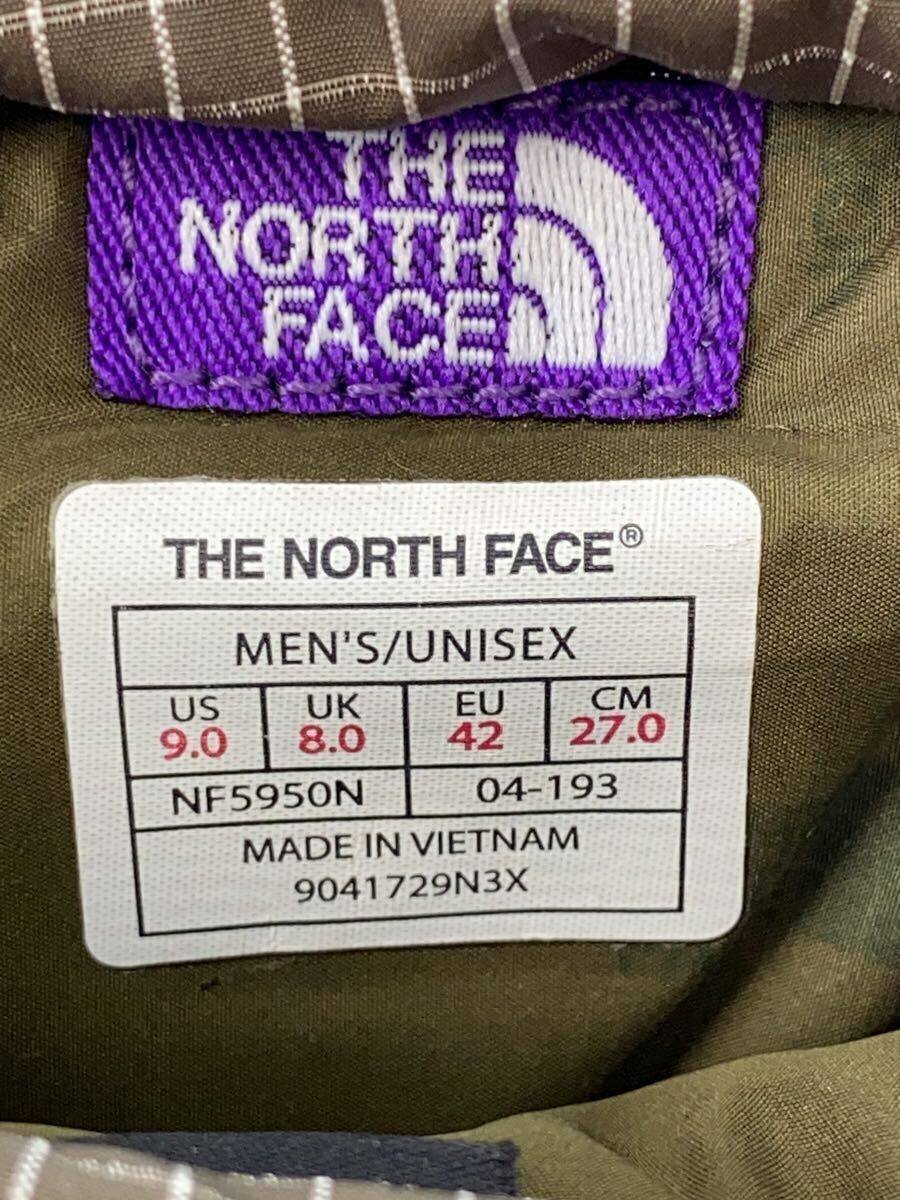 THE
NORTH
FACE
THE NORTH FACE®
MEN'S/UNISEX
US UK EU CM
9.0 8.0 42 27.0
NF5950N 04-193
MADE IN VIETNAM
9041729N3X